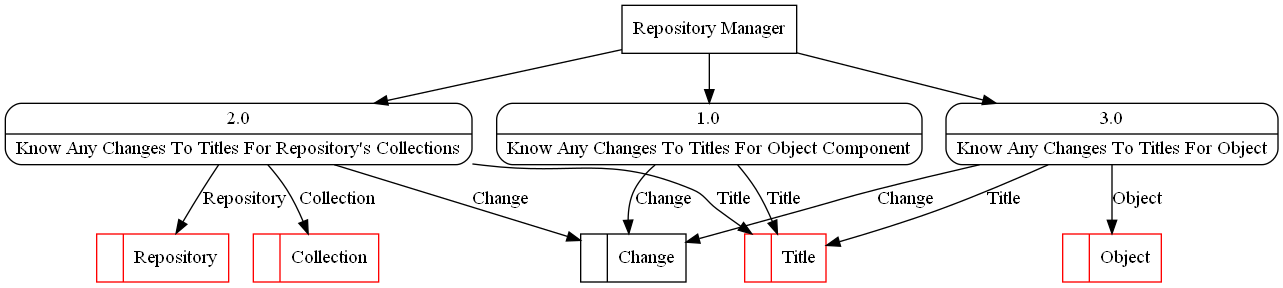 Repository Manager
2.0
Know Any Changes To Titles For Repository's Collections
1.0
Know Any Changes To Titles For Object Component
3.0
Know Any Changes To Titles For Object
Repository
Collection
Change
Title
Change
Title
Change
Title
Object
Repository
Collection
Change
Title
Object